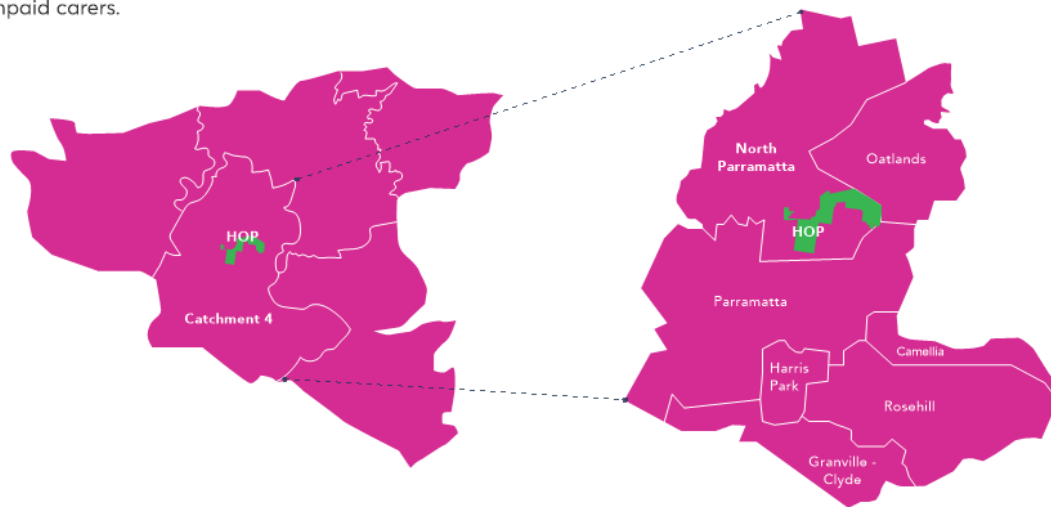 npaid carers.
HOP
Catchment 4
North
Parramatta
Oatlands
HOP
Parramatta
Camellia
Harris
Park
Rosehill
Granville -
Clyde